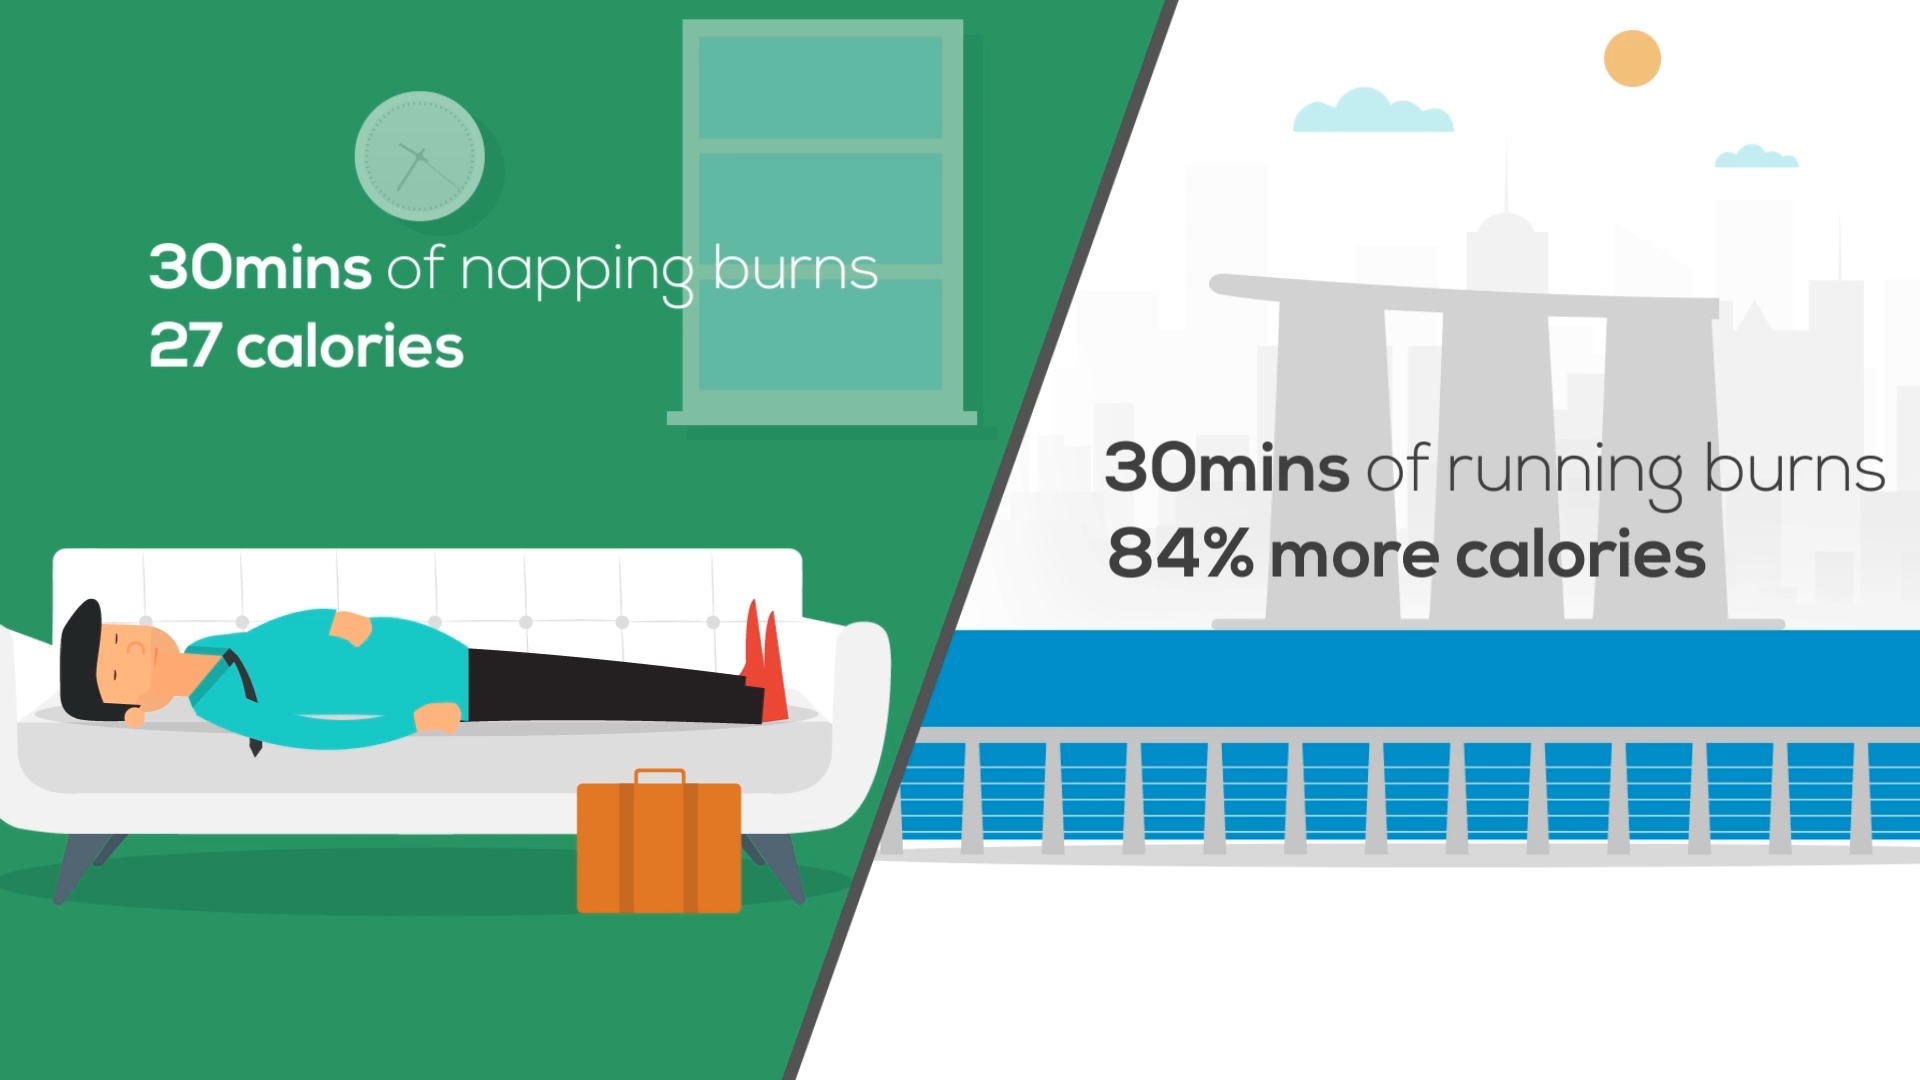 30mins of napping burns
27 calories
30mins of running burns
84% more calories